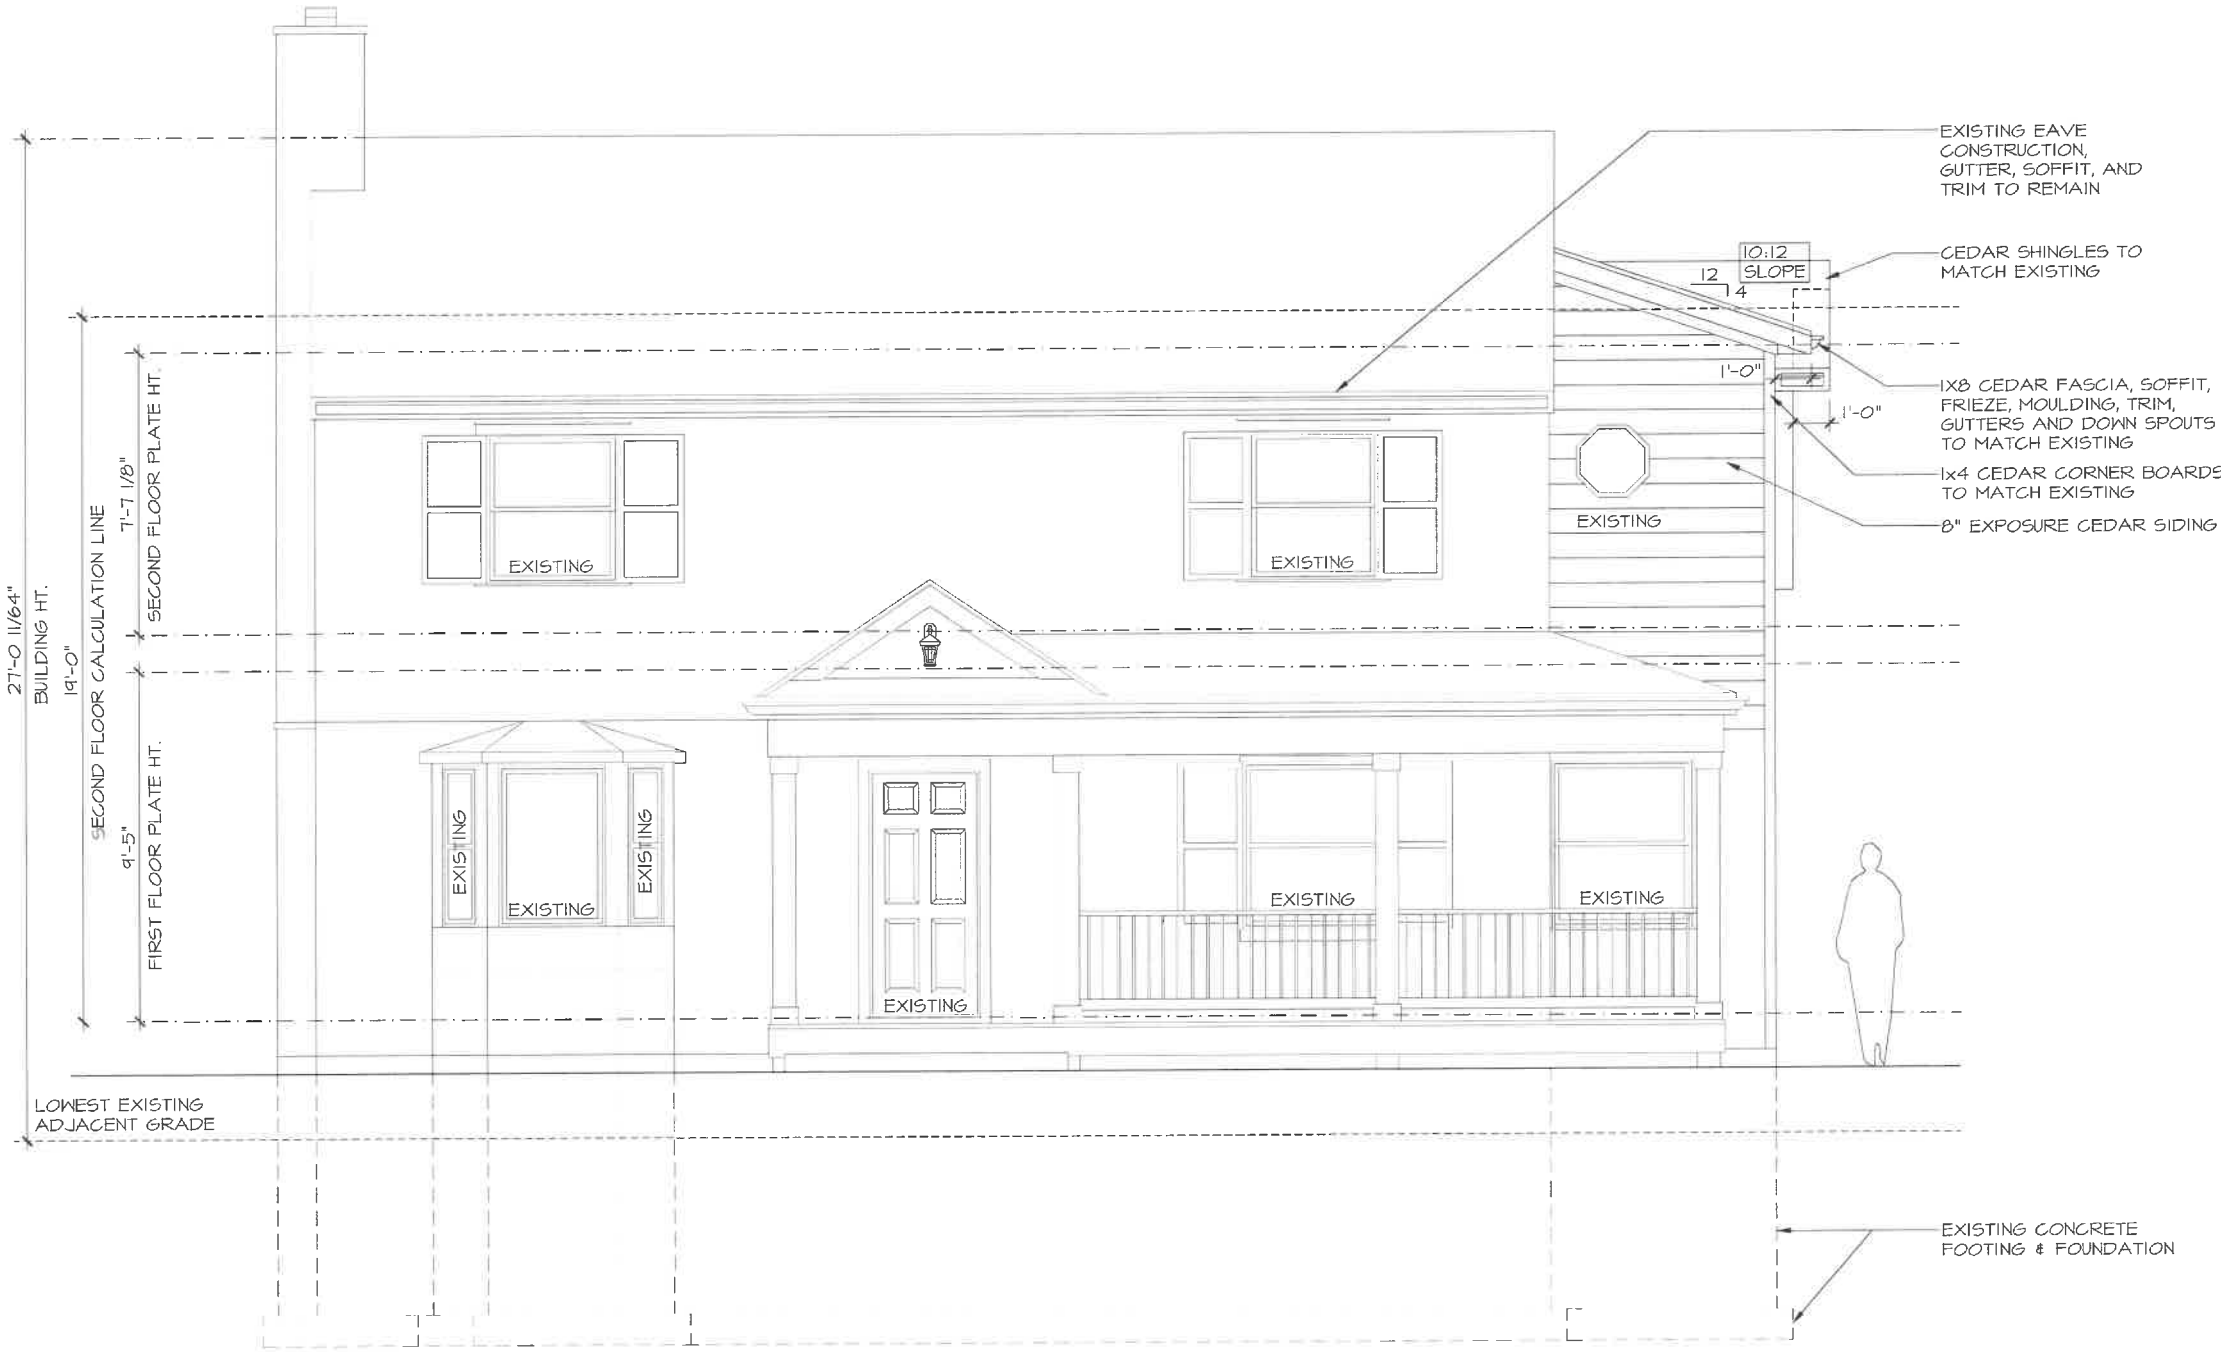 EXISTING EAVE
CONSTRUCTION,
GUTTER, SOFFIT, AND
TRIM TO REMAIN
10:12
SLOPE
12
4
CEDAR SHINGLES TO
MATCH EXISTING
1'-0"
1'-0"
1X8 CEDAR FASCIA, SOFFIT,
FRIEZE, MOULDING, TRIM,
GUTTERS AND DOWN SPOUTS
TO MATCH EXISTING
1x4 CEDAR CORNER BOARDS
TO MATCH EXISTING
8" EXPOSURE CEDAR SIDING
27'-0 11/64"
BUILDING HT.
19'-0"
SECOND FLOOR CALCULATION LINE
7'-7 1/8"
SECOND FLOOR PLATE HT.
9'-5"
FIRST FLOOR PLATE HT.
EXISTING
EXISTING
EXISTING
EXISTING
EXISTING
EXISTING
EXISTING
EXISTING
EXISTING
LOWEST EXISTING
ADJACENT GRADE
EXISTING CONCRETE
FOOTING & FOUNDATION